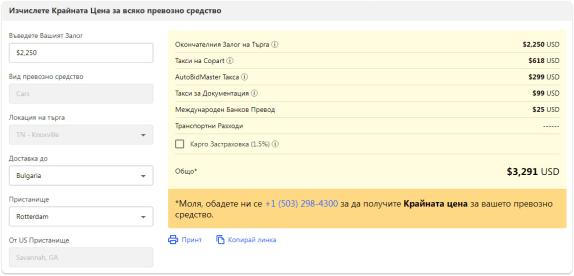 Изчислете Крайната Цена за всяко превозно средство
Въведете Вашият Залог
$2,250
Вид превозно средство
Cars
Локация на търга
TN - Knoxville
Доставка до
Bulgaria
Пристанище
Rotterdam
От US Пристанище
Savannah, GA
Окончателния Залог на Търга $2,250 USD
Такси на Copart $618 USD
AutoBidMaster Такса $299 USD
Такси за Документация $99 USD
Международен Банков Превод $25 USD
Транспортни Разходи ------
Карго Застраховка (1.5%)
Общо* $3,291 USD
*Моля, обадете ни се +1 (503) 298-4300 за да получите Крайната цена за вашето превозно
средство.
Принт Копирай линка